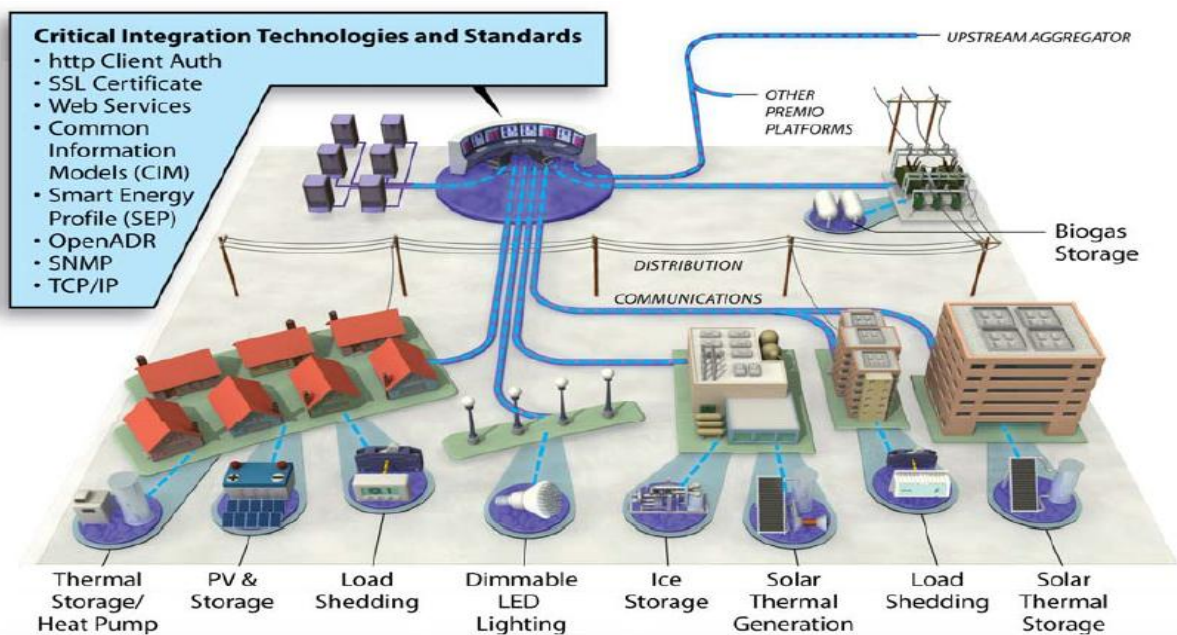 Critical Integration Technologies and Standards
• http Client Auth
• SSL Certificate
• Web Services
• Common
Information
Models (CIM)
• Smart Energy
Profile (SEP)
• OpenADR
• SNMP
• TCP/IP
UPSTREAM AGGREGATOR
OTHER
PREMIO
PLATFORMS
Biogas
Storage
DISTRIBUTION
COMMUNICATIONS
Thermal
Storage/
Heat Pump
PV &
Storage
Load
Shedding
Dimmable
LED
Lighting
Ice
Storage
Solar
Thermal
Generation
Load
Shedding
Solar
Thermal
Storage